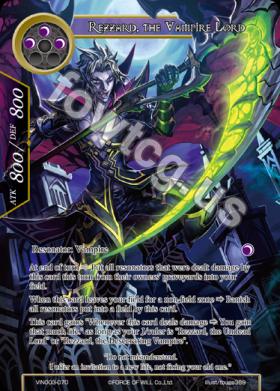 Rezzard, the Vampire Lord
ATK 800 / DEF 800
fowtcg.us
Resonator: Vampire
At end of turn ➾ Put all resonators that were dealt damage by
this card this turn from their owners' graveyards into your
field.
When this card leaves your field for a non-field zone ➾ Banish
all resonators put into a field by this card.
This card gains "Whenever this card deals damage ➾ You gain
that much life." as long as your J/ruler is "Rezzard, the Undead
Lord" or "Rezzard, the Desecrating Vampire".
"Do not misunderstand.
I offer an invitation to a new life, not fixing your old ones."
VIN003-070
©FORCE OF WILL Co.,Ltd.